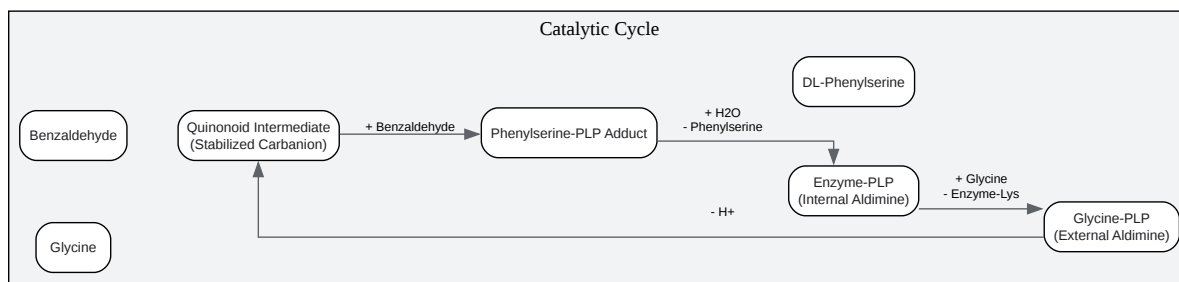 Catalytic Cycle
DL-Phenylserine
Benzaldehyde
Quinonoid Intermediate
(Stabilized Carbanion)
+ Benzaldehyde
Phenylserine-PLP Adduct
+ H2O
- Phenylserine
Enzyme-PLP
(Internal Aldimine)
+ Glycine
- Enzyme-Lys
Glycine-PLP
(External Aldimine)
- H+
Glycine